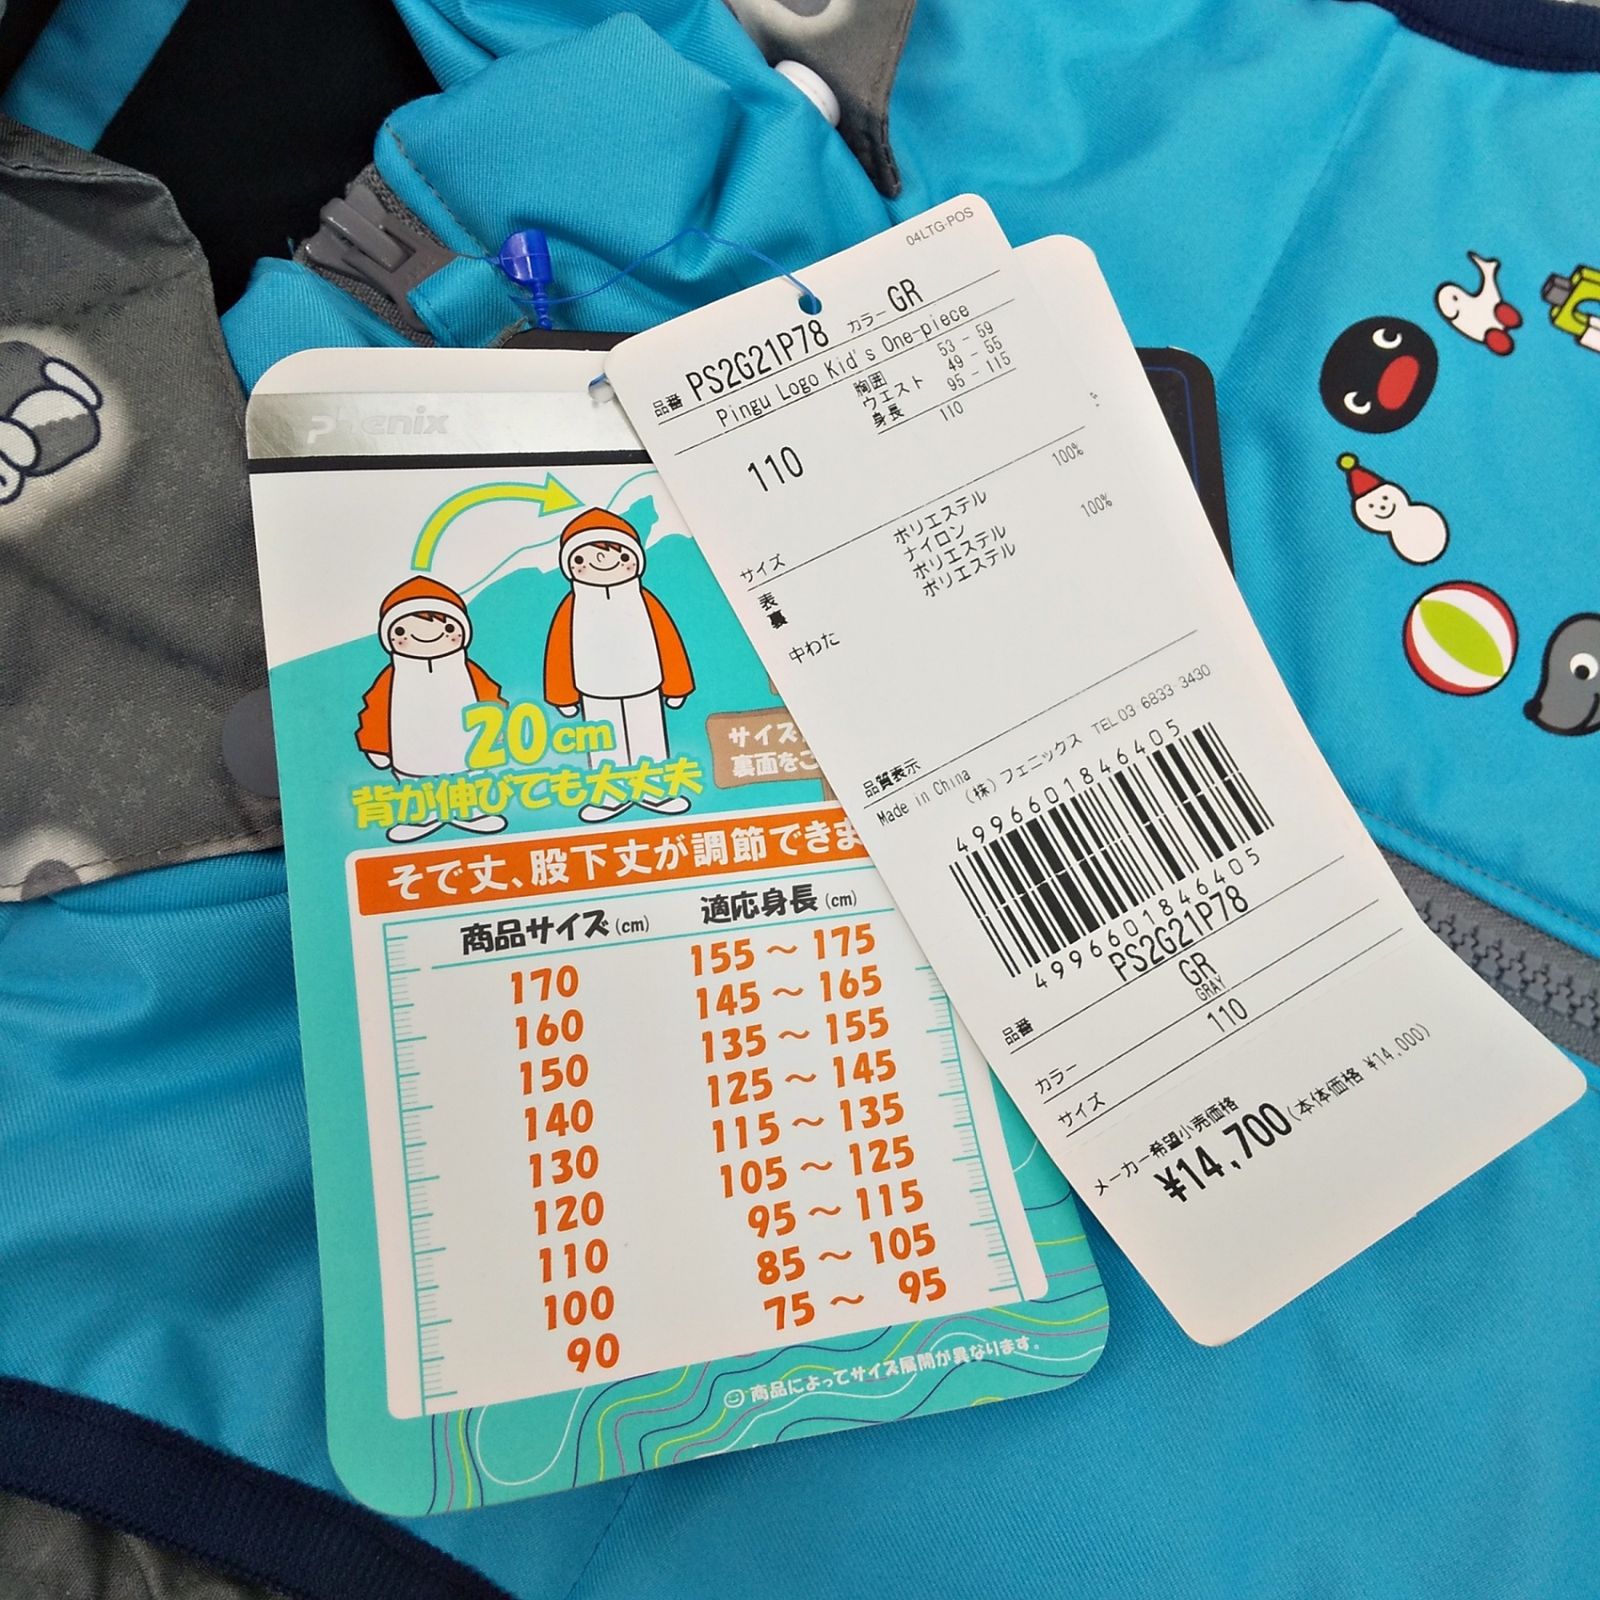 phenix
20cm
背が伸びても大丈夫
サイズ
裏面をご
そで丈、股下丈が調節できま
商品サイズ(cm) 適応身長(cm)
170 155～175
160 145～165
150 135～155
140 125～145
130 115～135
120 105～125
110 95～115
100 85～105
90 75～95
商品によってサイズ展開が異なります。
04LTG-POS
品番 PS2G21P78 カラー GR
Pingu Logo Kid's One-piece
胸囲 53 - 59
ウエスト 49 - 55
身長 95 - 115
110
110
サイズ
表 ポリエステル 100%
裏 ナイロン
ポリエステル 100%
中わた ポリエステル
品質表示
Made in China
(株)フェニックス TEL 03 6833 3430
4996601846405
4996601846405
品番 PS2G21P78
GR
カラー GRAY
サイズ 110
メーカー希望小売価格
¥14,700(本体価格 ¥14,000)